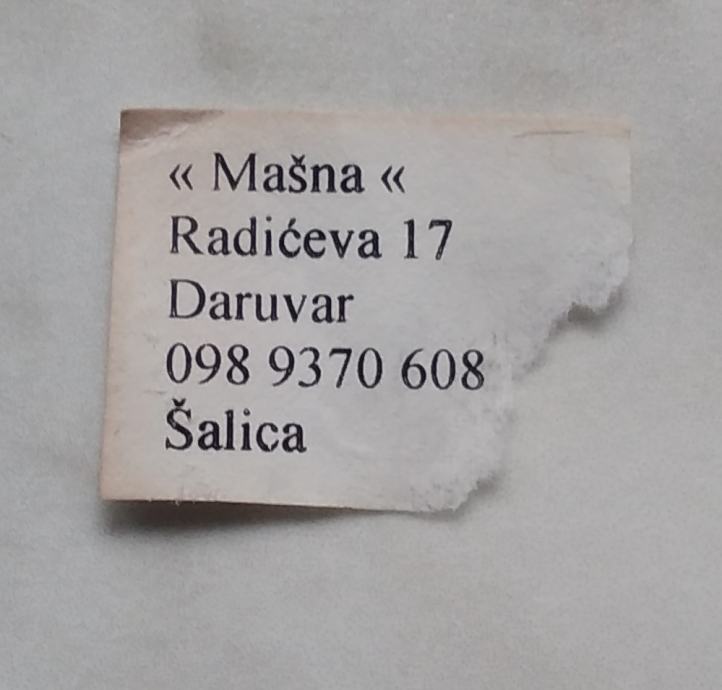 « Mašna «
Radićeva 17
Daruvar
098 9370 608
Šalica